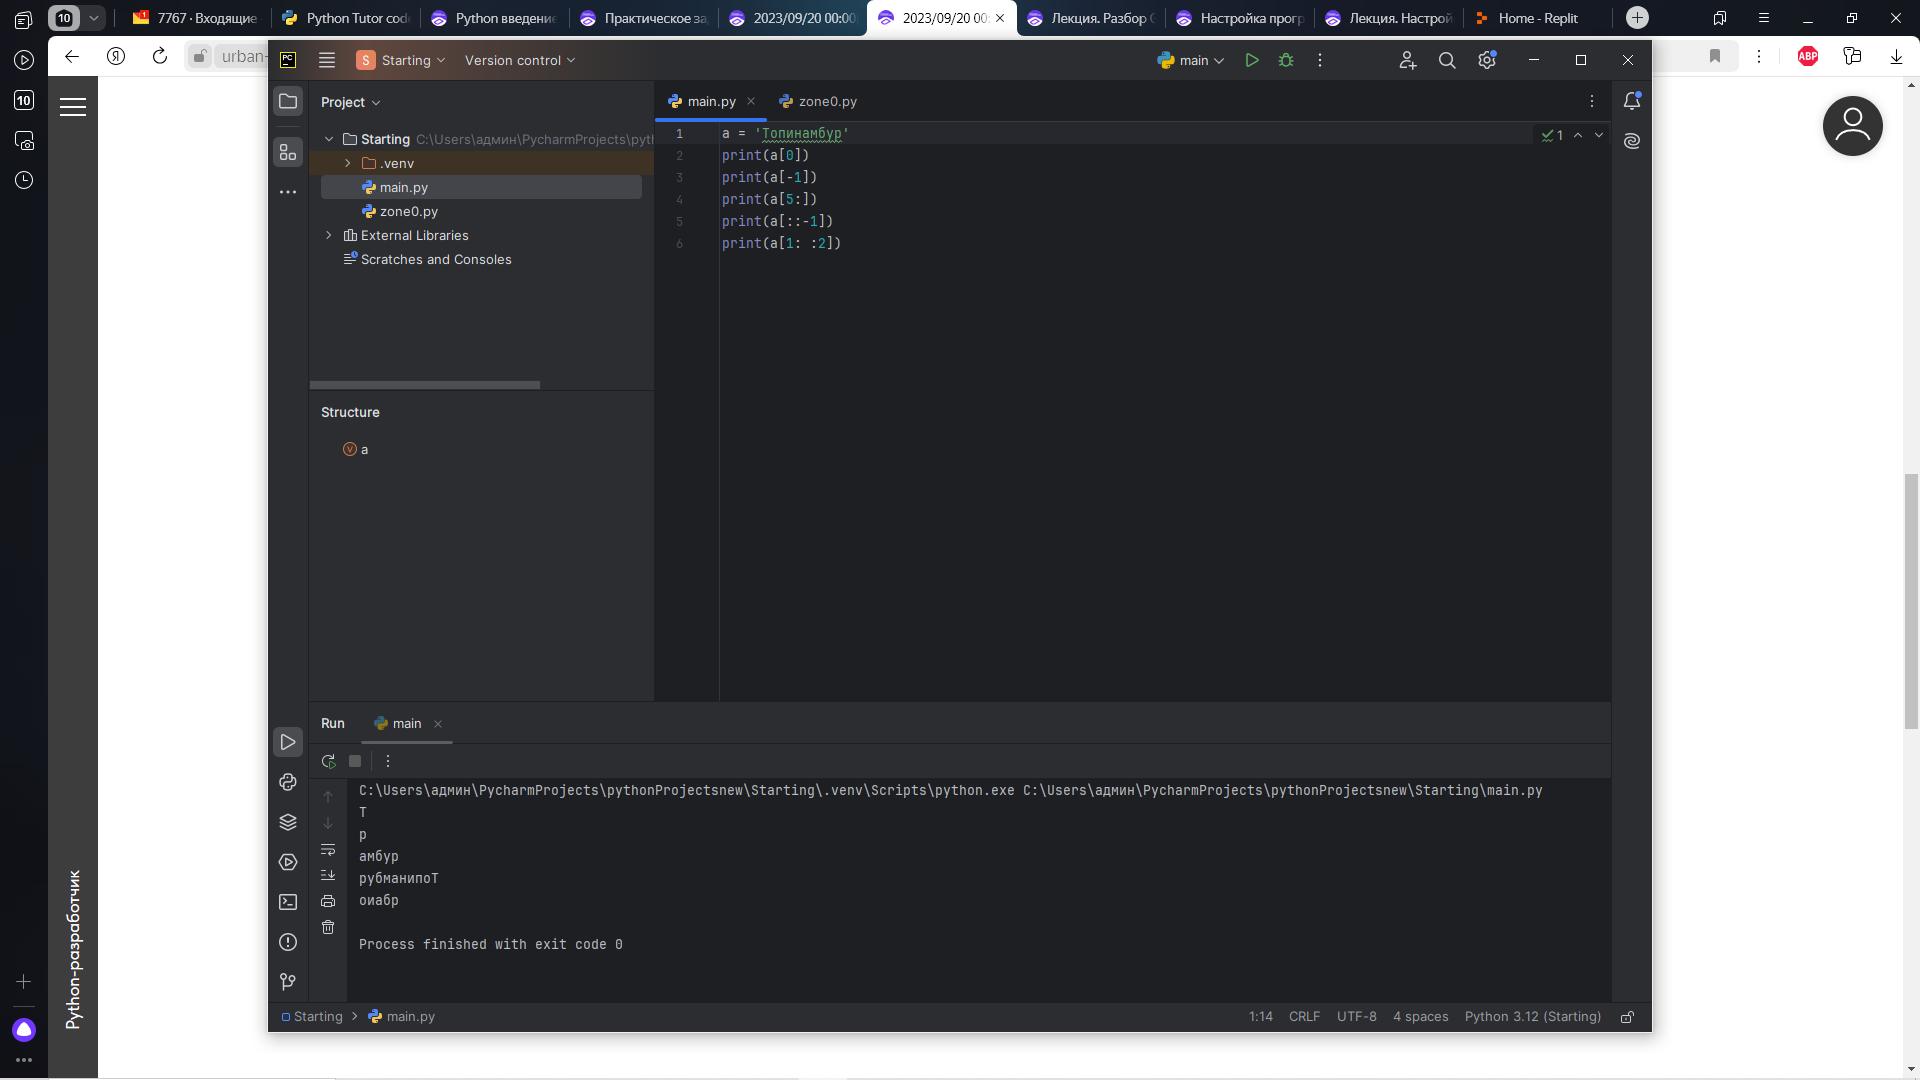 10 7767 · Входящие Python Tutor cod Python введени Практическое за 2023/09/20 00:00 2023/09/20 00: Лекция. Разбор Настройка прогр Лекция. Настрой Home - Replit
urban-
ABP
10
PC Starting Version control main
S
Project
Starting C:\Users\админ\PycharmProjects\pyth
.venv
main.py
zone0.py
External Libraries
Scratches and Consoles
Structure
v a
main.py zone0.py
1 a = 'Топинамбур'
2 print(a[0])
3 print(a[-1])
4 print(a[5:])
5 print(a[::-1])
6 print(a[1: :2])
1
Run main
C:\Users\админ\PycharmProjects\pythonProjectsnew\Starting\.venv\Scripts\python.exe C:\Users\админ\PycharmProjects\pythonProjectsnew\Starting\main.py
Т
р
амбур
рубманипоТ
оиабр
Process finished with exit code 0
Starting main.py
1:14 CRLF UTF-8 4 spaces Python 3.12 (Starting)
Python-разработчик